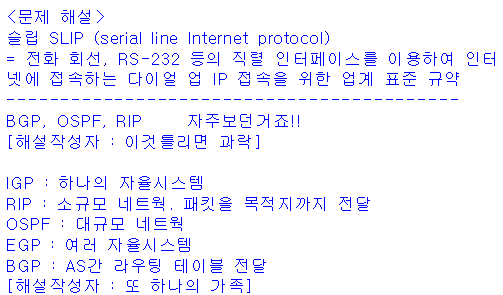 <문제 해설>
슬립 SLIP (serial line Internet protocol)
= 전화 회선, RS-232 등의 직렬 인터페이스를 이용하여 인터
넷에 접속하는 다이얼 업 IP 접속을 위한 업계 표준 규약
------------------------------------------
BGP, OSPF, RIP 자주보던거죠!!
[해설작성자 : 이것틀리면 과락]

IGP : 하나의 자율시스템
RIP : 소규모 네트웍. 패킷을 목적지까지 전달
OSPF : 대규모 네트웍
EGP : 여러 자율시스템
BGP : AS간 라우팅 테이블 전달
[해설작성자 : 또 하나의 가족]